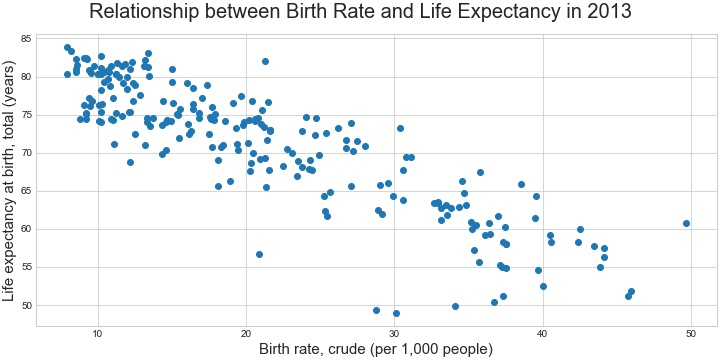 Relationship between Birth Rate and Life Expectancy in 2013
Life expectancy at birth, total (years)
85
80
75
70
65
60
55
50
10 20 30 40 50
Birth rate, crude (per 1,000 people)